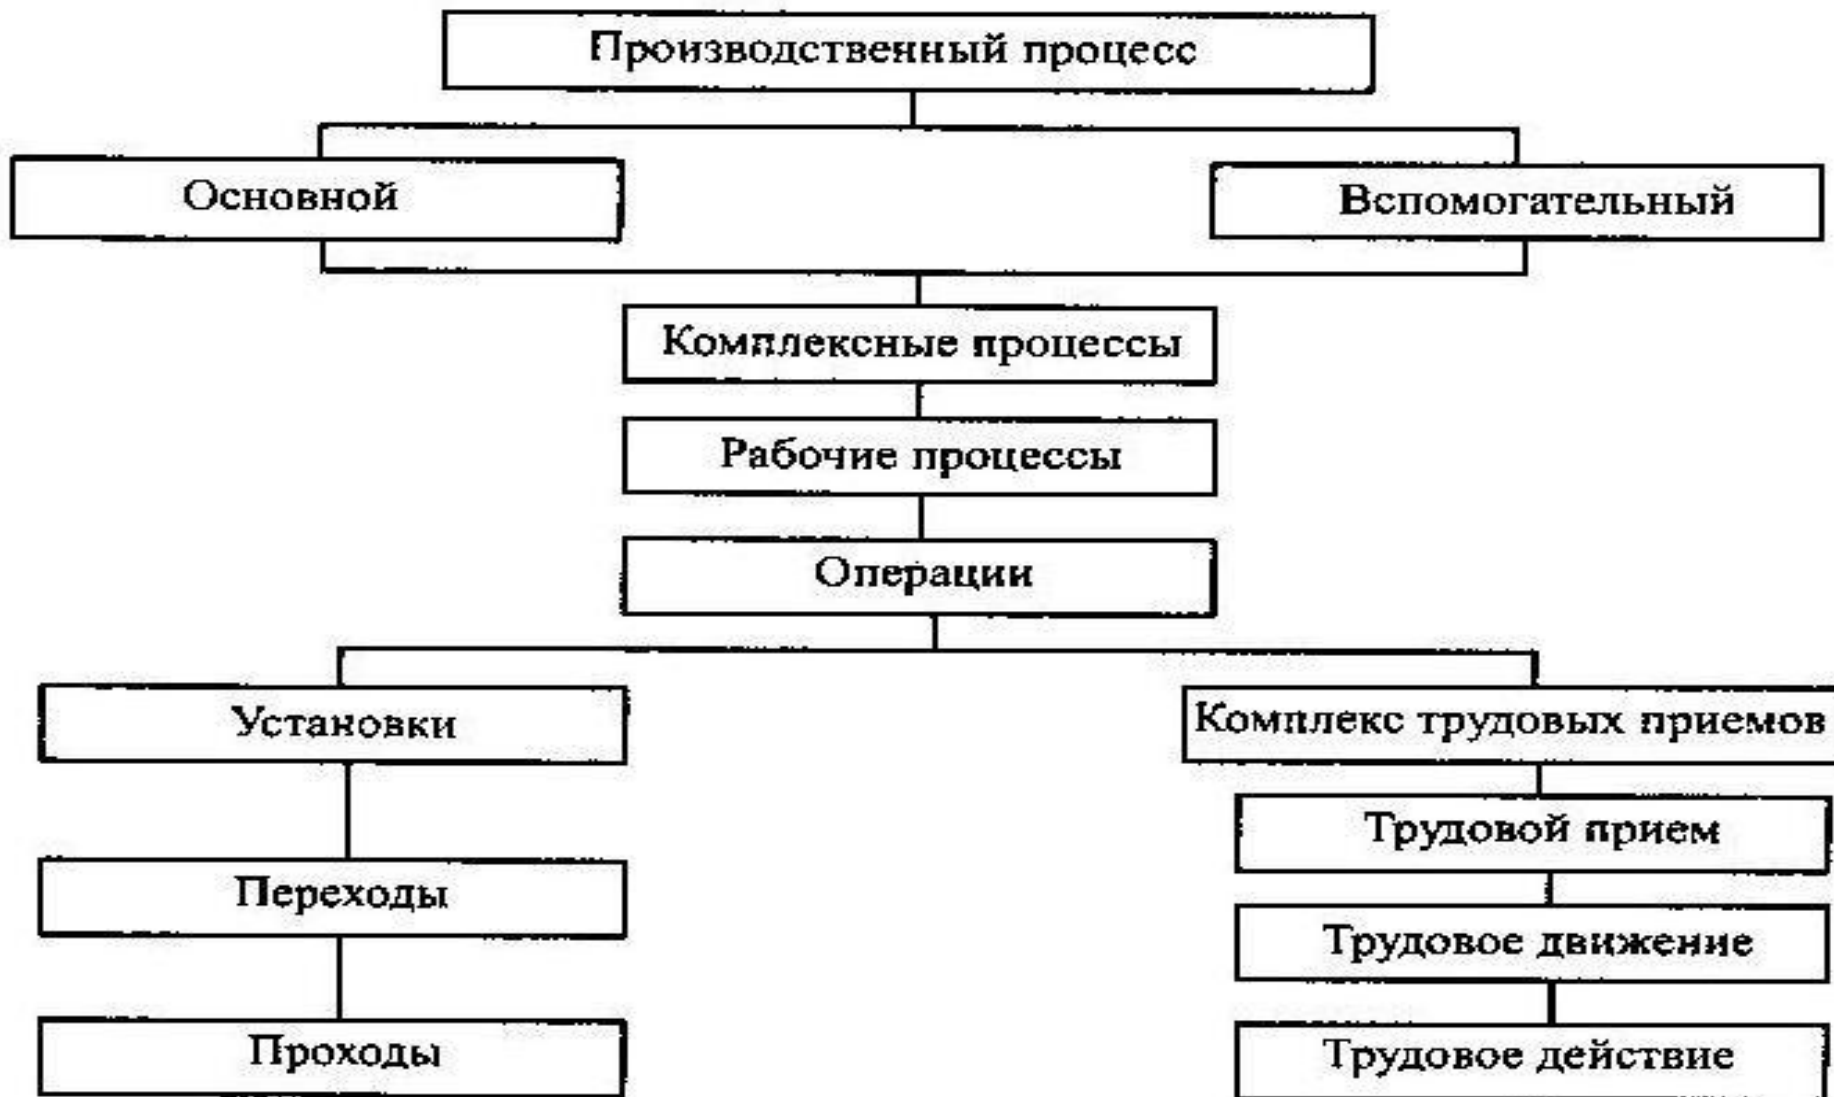 Производственный процесс
Основной
Вспомогательный
Комплексные процессы
Рабочие процессы
Операции
Установки
Комплекс трудовых приемов
Трудовой прием
Переходы
Трудовое движение
Проходы
Трудовое действие